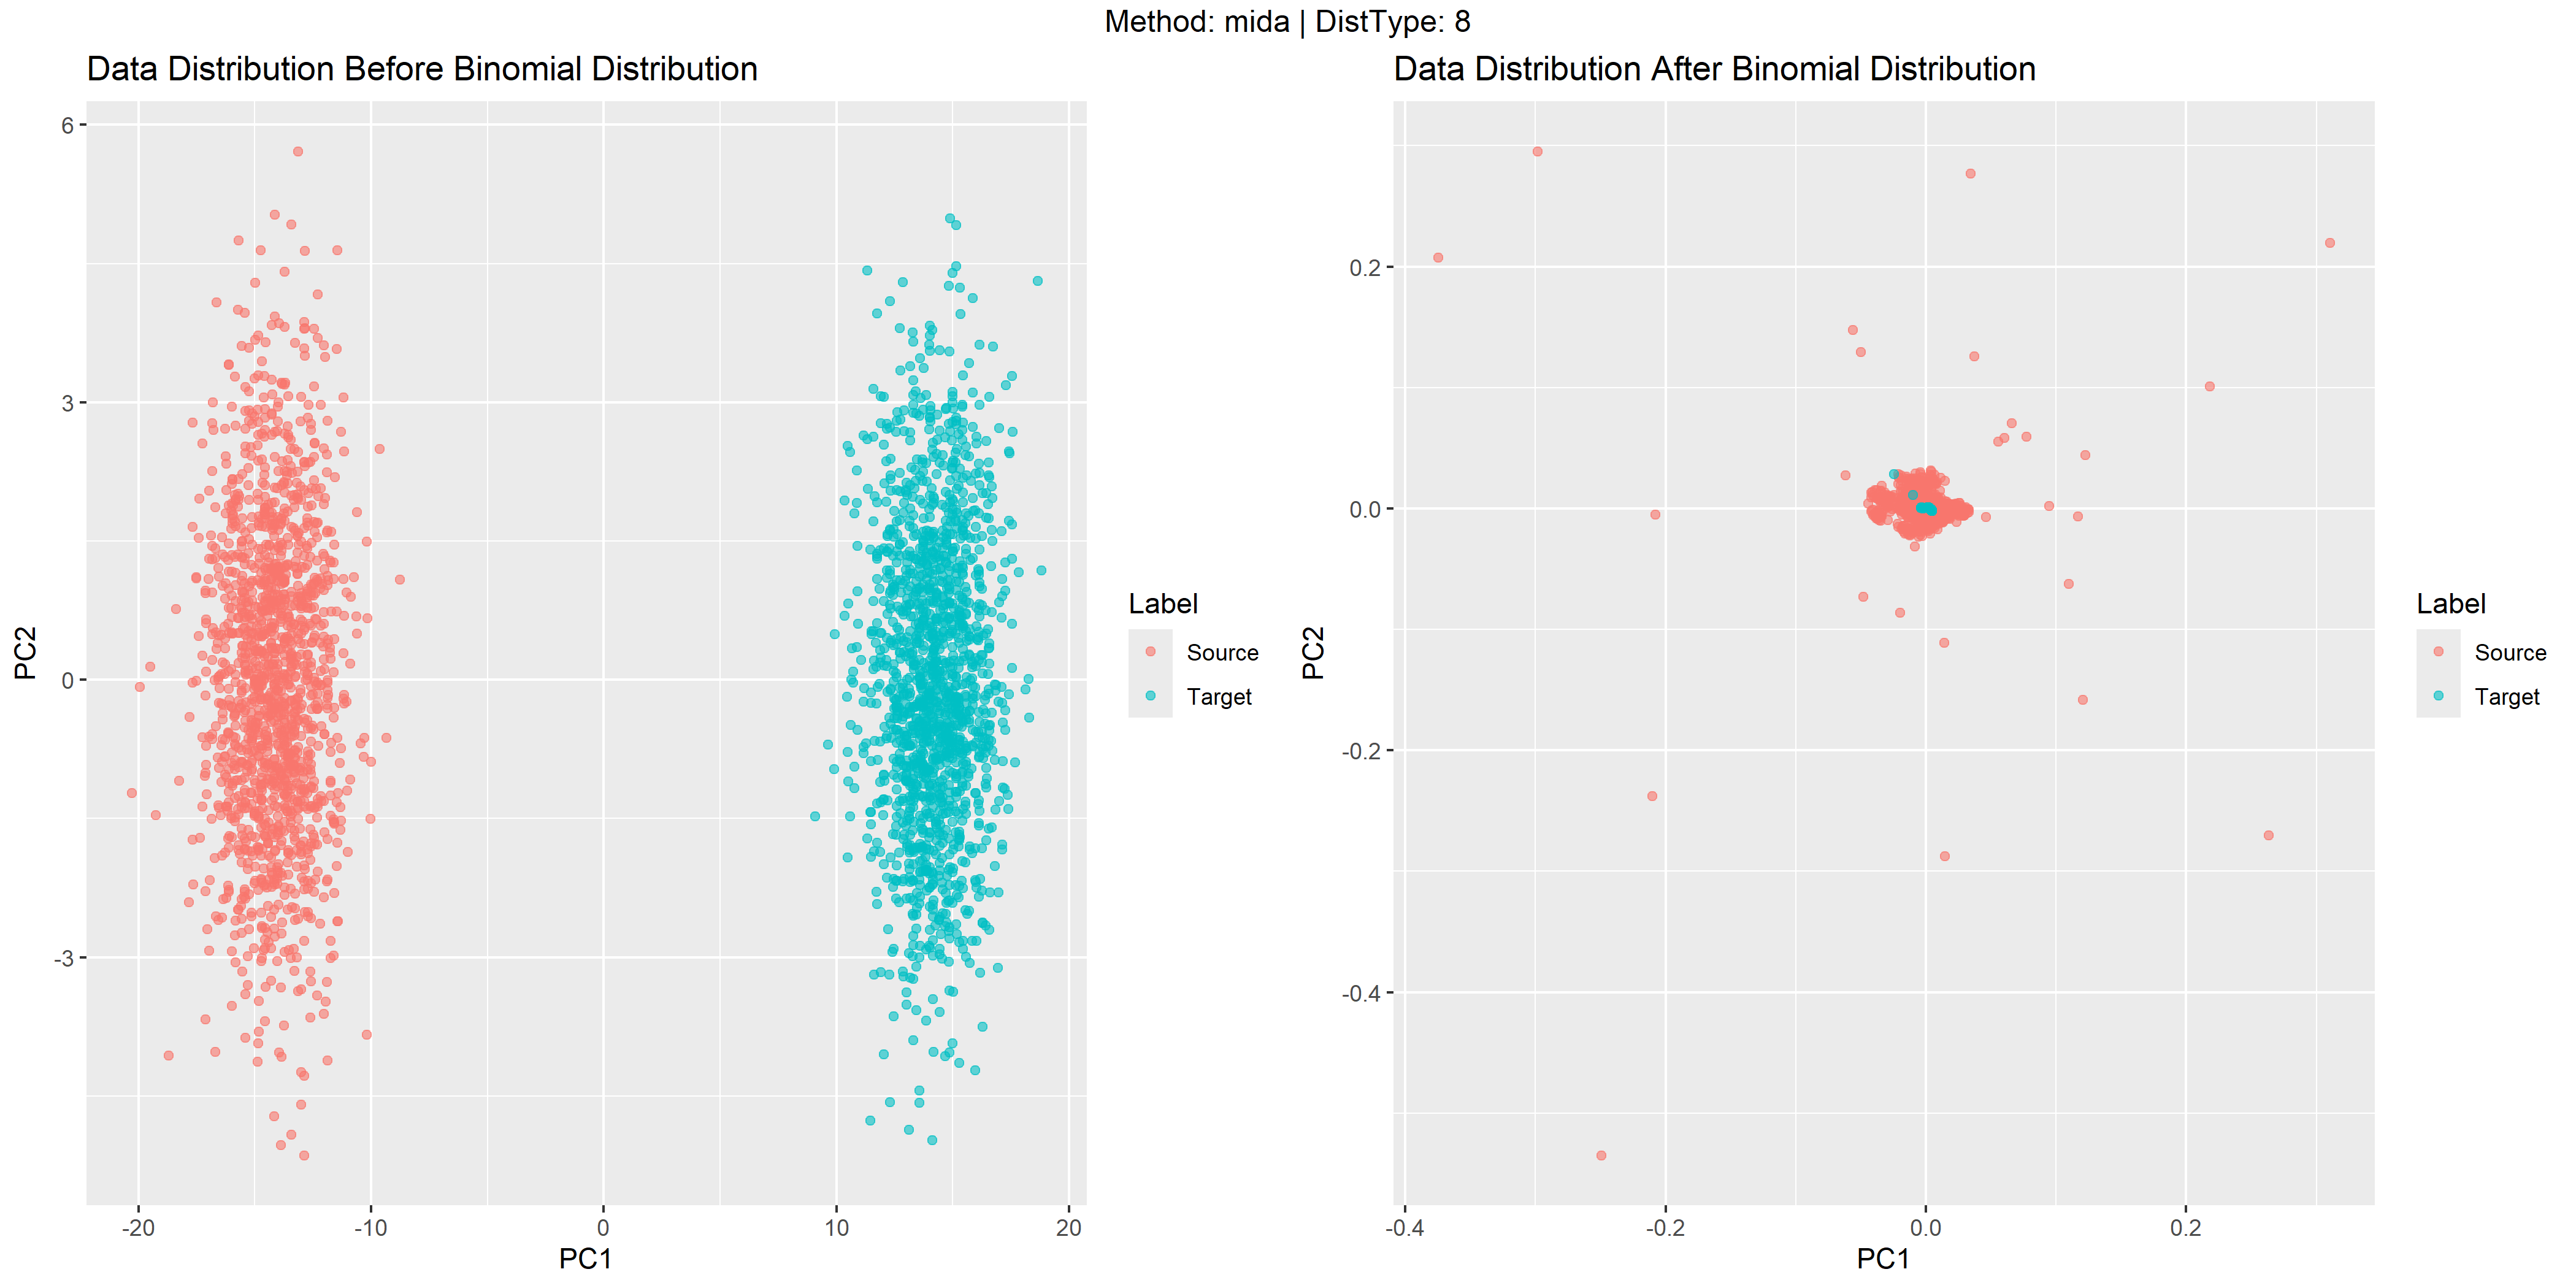 Method: mida | DistType: 8
Data Distribution Before Binomial Distribution
6
3
0
-3
PC2
-20
-10
0
10
20
PC1
Label
Source
Target
Data Distribution After Binomial Distribution
0.2
0.0
-0.2
-0.4
PC2
-0.4
-0.2
0.0
0.2
PC1
Label
Source
Target